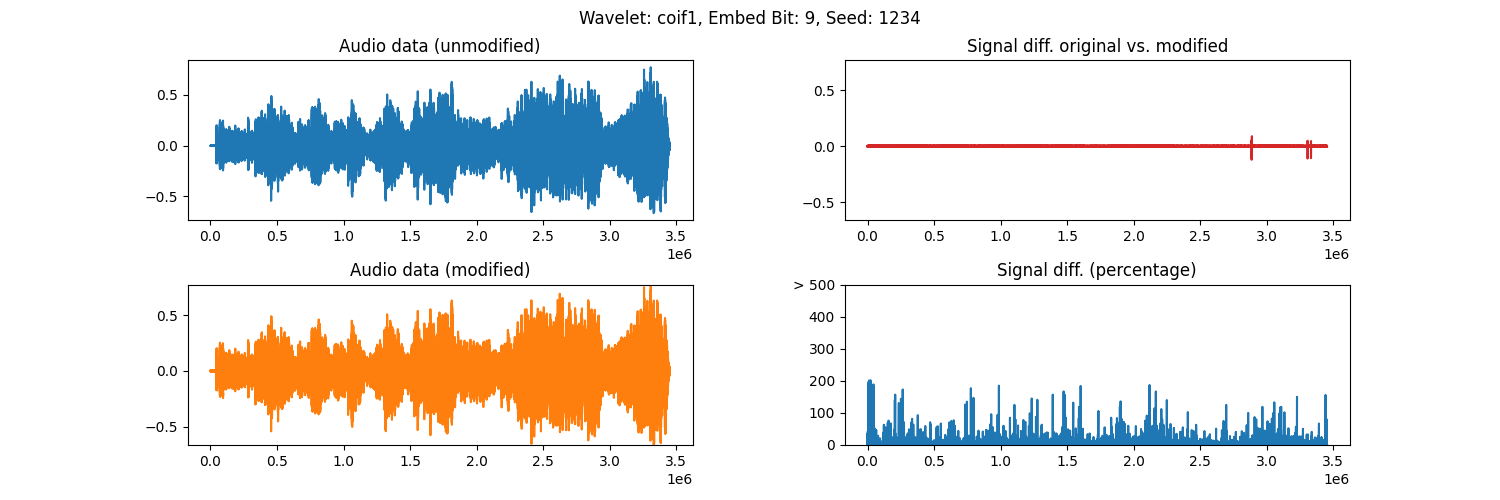 Wavelet: coif1, Embed Bit: 9, Seed: 1234
Audio data (unmodified)
0.5
0.0
−0.5
0.0 0.5 1.0 1.5 2.0 2.5 3.0 3.5
1e6
Signal diff. original vs. modified
0.5
0.0
−0.5
0.0 0.5 1.0 1.5 2.0 2.5 3.0 3.5
1e6
Audio data (modified)
0.5
0.0
−0.5
0.0 0.5 1.0 1.5 2.0 2.5 3.0 3.5
1e6
Signal diff. (percentage)
> 500
400
300
200
100
0
0.0 0.5 1.0 1.5 2.0 2.5 3.0 3.5
1e6